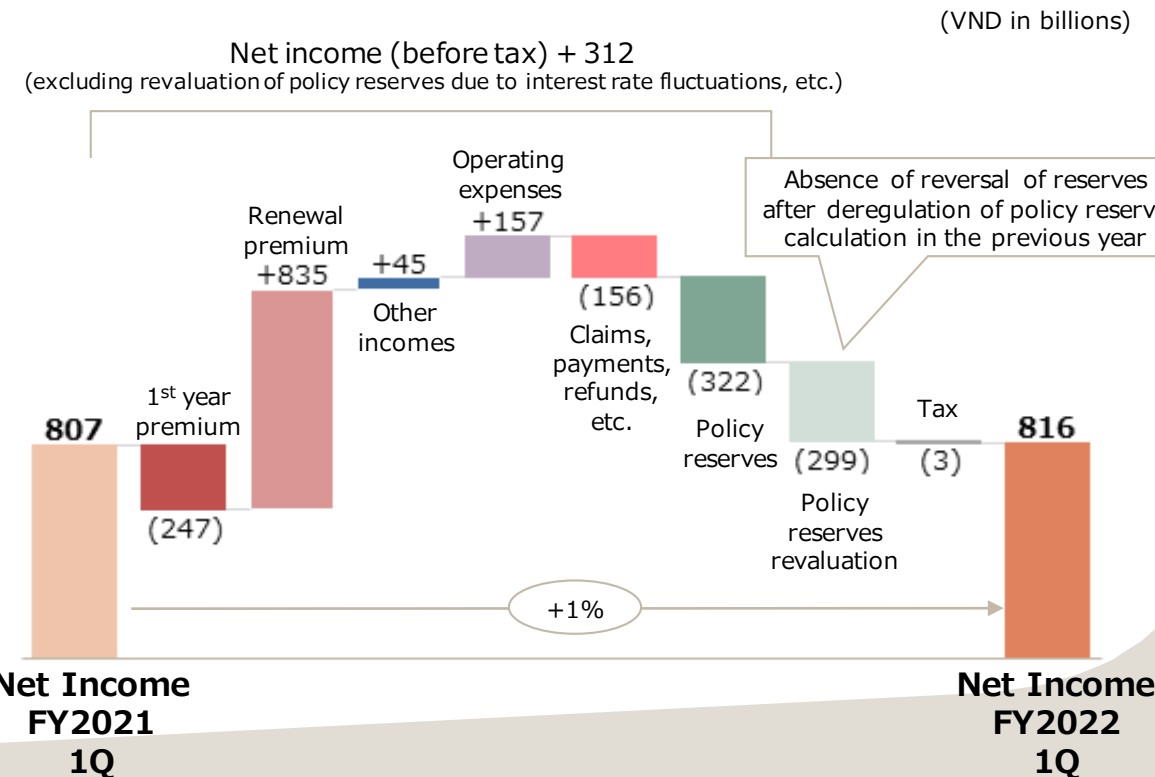 (VND in billions)
Net income (before tax) + 312
(excluding revaluation of policy reserves due to interest rate fluctuations, etc.)
Absence of reversal of reserves
after deregulation of policy reserv
calculation in the previous year
807
1st year
premium
(247)
Renewal
premium
+835
+45
Other
incomes
Operating
expenses
+157
(156)
Claims,
payments,
refunds,
etc.
(322)
Policy
reserves
(299)
Policy
reserves
revaluation
Tax
(3)
816
+1%
Net Income
FY2021
1Q
Net Income
FY2022
1Q